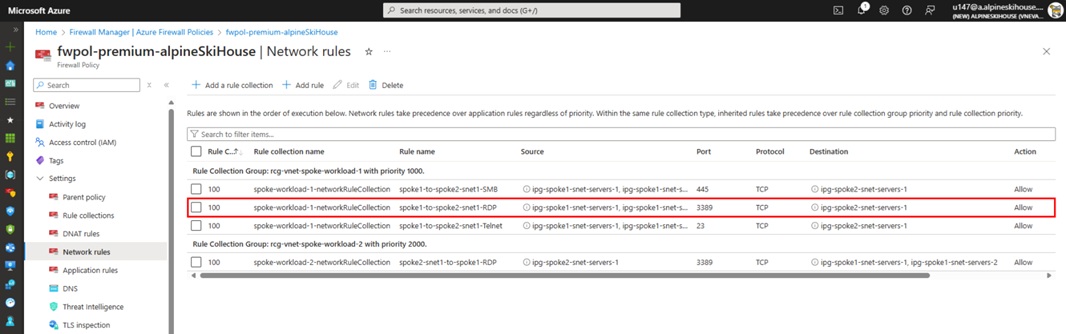 Microsoft Azure
Search resources, services, and docs (G+/)
1
u147@a.alpineskihouse....
(NEW) ALPINESKIHOUSE (VNEVA...
Home > Firewall Manager | Azure Firewall Policies > fwpol-premium-alpineSkiHouse >
fwpol-premium-alpineSkiHouse | Network rules
Firewall Policy
Search
Overview
Activity log
Access control (IAM)
Tags
Settings
Parent policy
Rule collections
DNAT rules
Network rules
Application rules
DNS
Threat Intelligence
TLS inspection
Add a rule collection Add rule Edit Delete
Rules are shown in the order of execution below. Network rules take precedence over application rules regardless of priority. Within the same rule collection type, inherited rules take precedence over rule collection group priority and rule collection priority.
Search to filter items...
Rule C...↑↓ Rule collection name Rule name Source Port Protocol Destination Action
Rule Collection Group: rcg-vnet-spoke-workload-1 with priority 1000.
100 spoke-workload-1-networkRuleCollection spoke1-to-spoke2-snet1-SMB ipg-spoke1-snet-servers-1, ipg-spoke1-snet-s... 445 TCP ipg-spoke2-snet-servers-1 Allow
100 spoke-workload-1-networkRuleCollection spoke1-to-spoke2-snet1-RDP ipg-spoke1-snet-servers-1, ipg-spoke1-snet-s... 3389 TCP ipg-spoke2-snet-servers-1 Allow
100 spoke-workload-1-networkRuleCollection spoke1-to-spoke2-snet1-Telnet ipg-spoke1-snet-servers-1, ipg-spoke1-snet-s... 23 TCP ipg-spoke2-snet-servers-1 Allow
Rule Collection Group: rcg-vnet-spoke-workload-2 with priority 2000.
100 spoke-workload-2-networkRuleCollection spoke2-snet1-to-spoke1-RDP ipg-spoke2-snet-servers-1 3389 TCP ipg-spoke1-snet-servers-1, ipg-spoke1-snet-servers-2 Allow